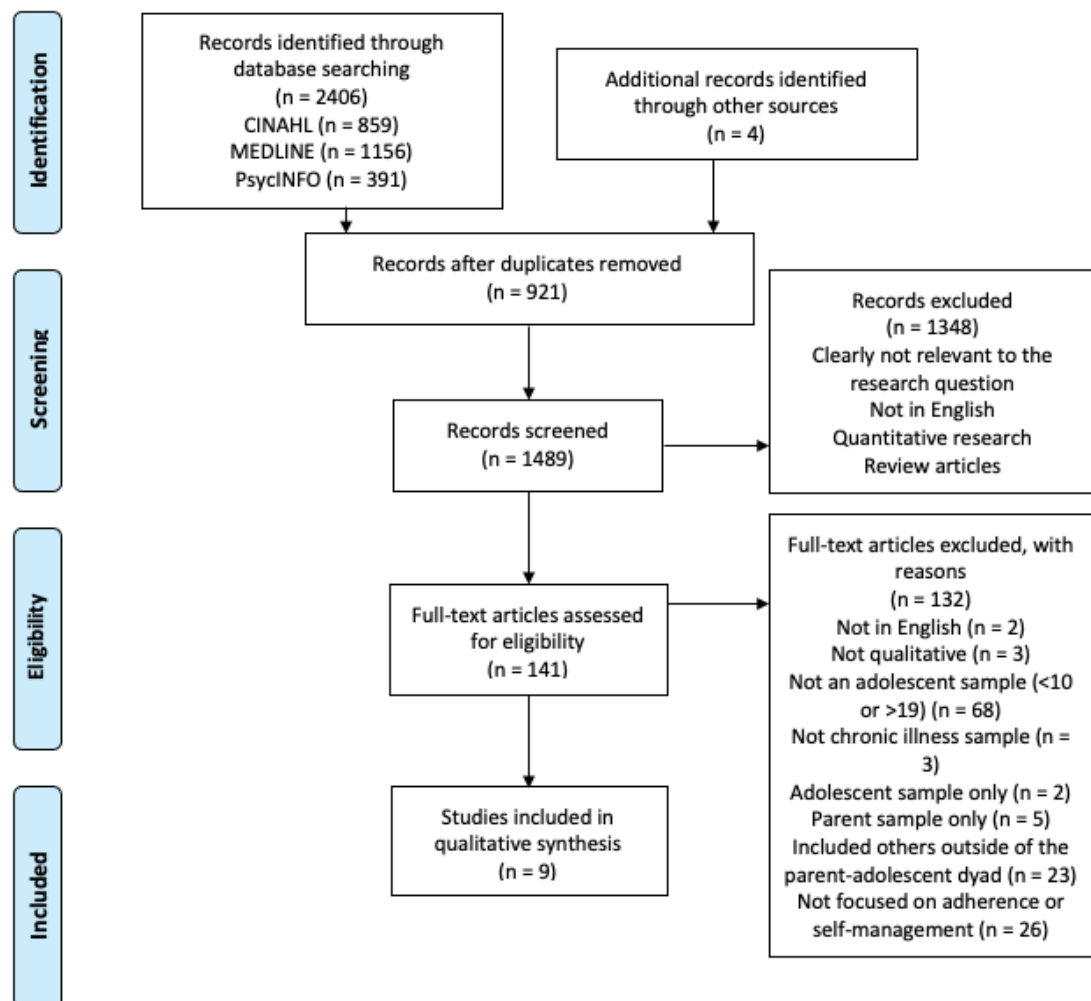 Identification
Records identified through
database searching
(n = 2406)
CINAHL (n = 859)
MEDLINE (n = 1156)
PsycINFO (n = 391)
Additional records identified
through other sources
(n = 4)
Records after duplicates removed
(n = 921)
Screening
Records screened
(n = 1489)
Records excluded
(n = 1348)
Clearly not relevant to the
research question
Not in English
Quantitative research
Review articles
Eligibility
Full-text articles assessed
for eligibility
(n = 141)
Full-text articles excluded, with
reasons
(n = 132)
Not in English (n = 2)
Not qualitative (n = 3)
Not an adolescent sample (<10
or >19) (n = 68)
Not chronic illness sample (n =
3)
Adolescent sample only (n = 2)
Parent sample only (n = 5)
Included others outside of the
parent-adolescent dyad (n = 23)
Not focused on adherence or
self-management (n = 26)
Included
Studies included in
qualitative synthesis
(n = 9)